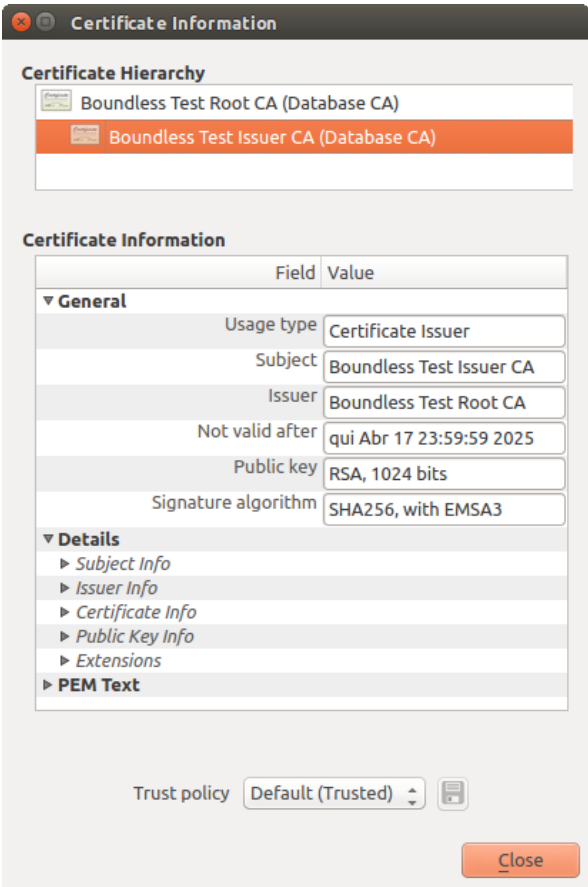 Certificate Information
Certificate Hierarchy
Boundless Test Root CA (Database CA)
Boundless Test Issuer CA (Database CA)
Certificate Information
Field Value
General
Usage type Certificate Issuer
Subject Boundless Test Issuer CA
Issuer Boundless Test Root CA
Not valid after qui Abr 17 23:59:59 2025
Public key RSA, 1024 bits
Signature algorithm SHA256, with EMSA3
Details
Subject Info
Issuer Info
Certificate Info
Public Key Info
Extensions
PEM Text
Trust policy Default (Trusted)
Close